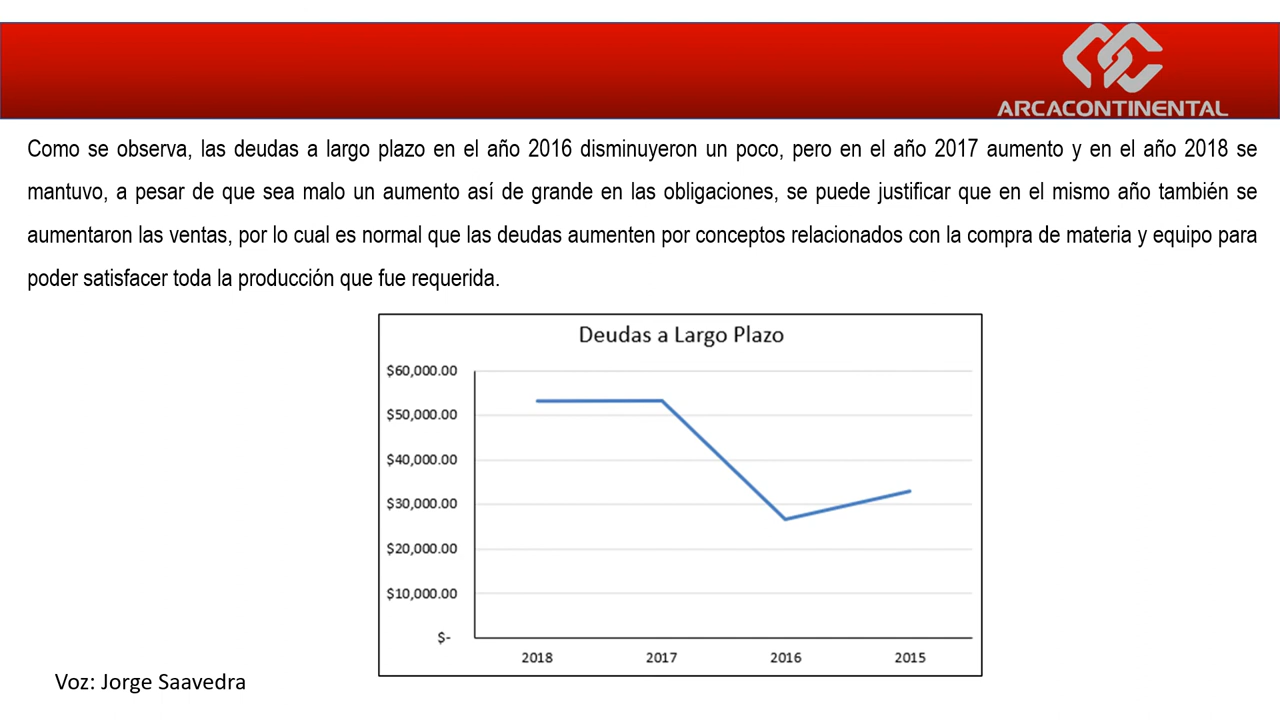 ARCACONTINENTAL
Como se observa, las deudas a largo plazo en el año 2016 disminuyeron un poco, pero en el año 2017 aumento y en el año 2018 se
mantuvo, a pesar de que sea malo un aumento así de grande en las obligaciones, se puede justificar que en el mismo año también se
aumentaron las ventas, por lo cual es normal que las deudas aumenten por conceptos relacionados con la compra de materia y equipo para
poder satisfacer toda la producción que fue requerida.
Deudas a Largo Plazo
$60,000.00
$50,000.00
$40,000.00
$30,000.00
$20,000.00
$10,000.00
$-
2018 2017 2016 2015
Voz: Jorge Saavedra